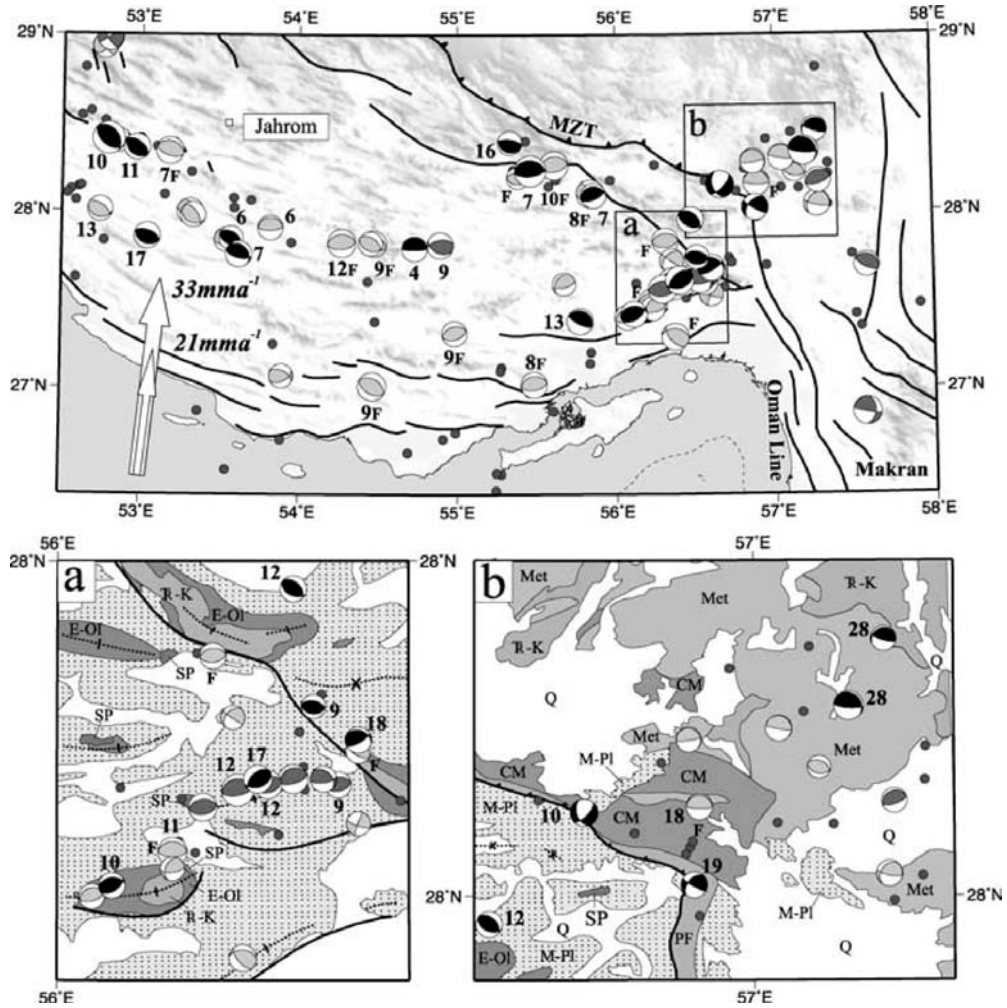 53°E 54°E 55°E 56°E 57°E 58°E
29°N 29°N
Jahrom
MZT
b
16
10
11
7F
F
7
10F
8F
7
F
28°N 28°N
a
13
17
6
6
7
12F
9F
4
9
F
F
33mma⁻¹
21mma⁻¹
13
F
9F
8F
9F
27°N 27°N
Oman Line
Makran
53°E 54°E 55°E 56°E 57°E 58°E
56°E
28°N 28°N
a
12
Ћ-K
E-Ol
E-Ol
SP
F
SP
9
18
F
17
12
12
9
SP
11
F
SP
10
E-Ol
Ћ-K
56°E
57°E
b
Met
Met
Ћ-K
Ћ-K
28
Q
Q
CM
28
Met
Met
M-Pl
CM
CM
M-Pl
10
CM
18
F
Q
19
Met
28°N
M-Pl
12
SP
Q
E-Ol
M-Pl
PF
Q
57°E